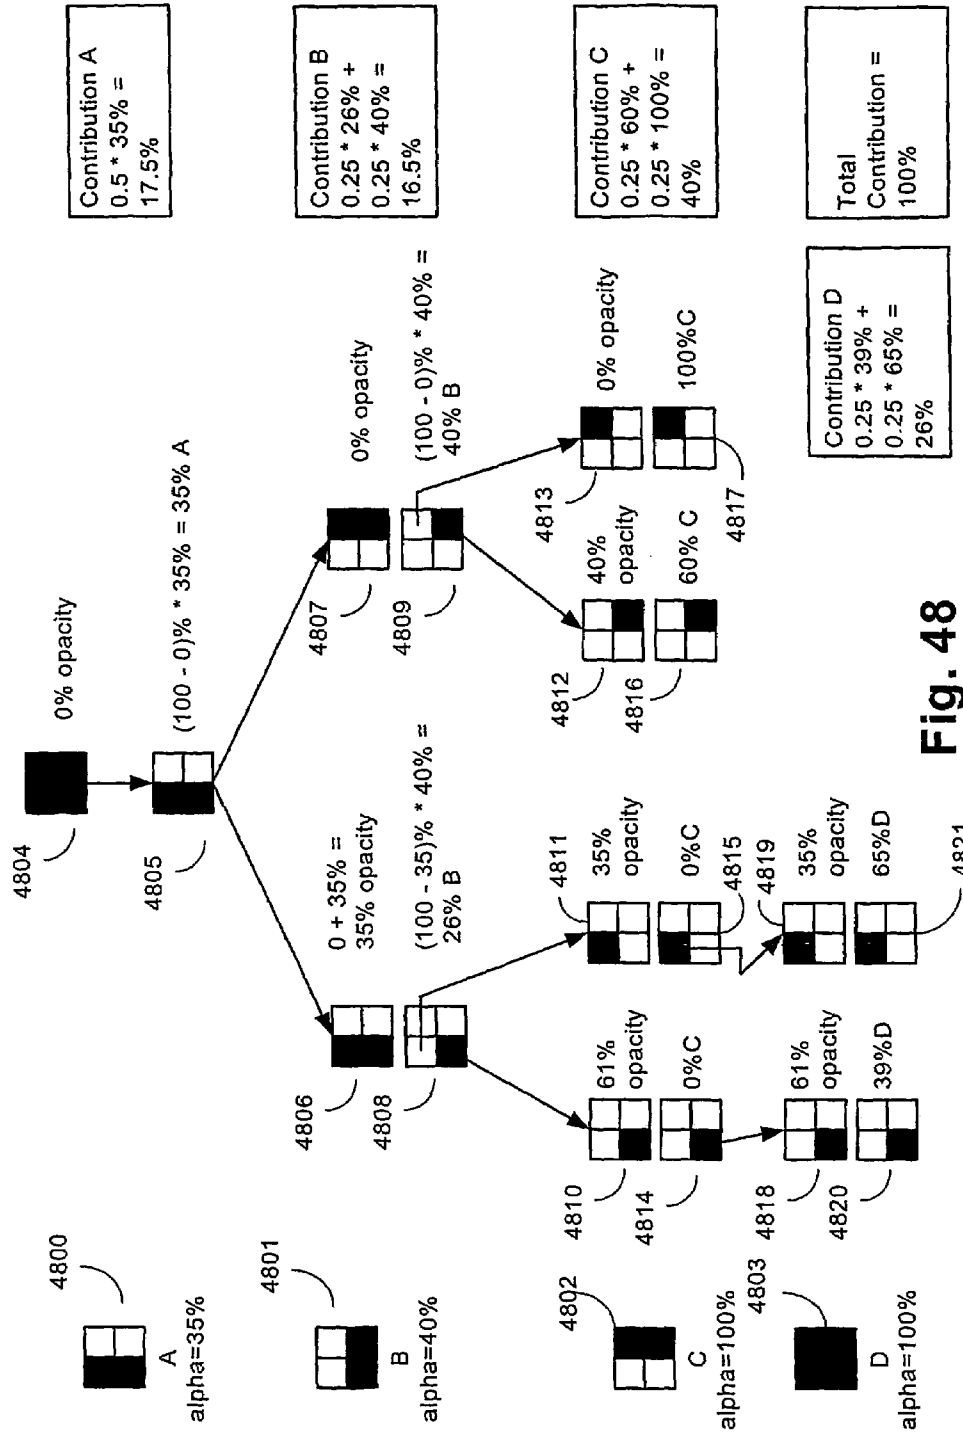 4800
A
alpha=35%
4801
B
alpha=40%
4802
C
alpha=100%
4803
D
alpha=100%
4804
0% opacity
4805
(100 - 0)% * 35% = 35% A
4806
0 + 35% =
35% opacity
4808
(100 - 35)% * 40% =
26% B
4807
0% opacity
4809
(100 - 0)% * 40% =
40% B
4810
61%
opacity
4814
0%C
4811
35%
opacity
0%C
4815
4812
40%
opacity
4816
60% C
4813
0% opacity
100%C
4817
4818
61%
opacity
4820
39%D
4819
35%
opacity
65%D
4821
Contribution A
0.5 * 35% =
17.5%
Contribution B
0.25 * 26% +
0.25 * 40% =
16.5%
Contribution C
0.25 * 60% +
0.25 * 100% =
40%
Contribution D
0.25 * 39% +
0.25 * 65% =
26%
Total
Contribution =
100%
Fig. 48